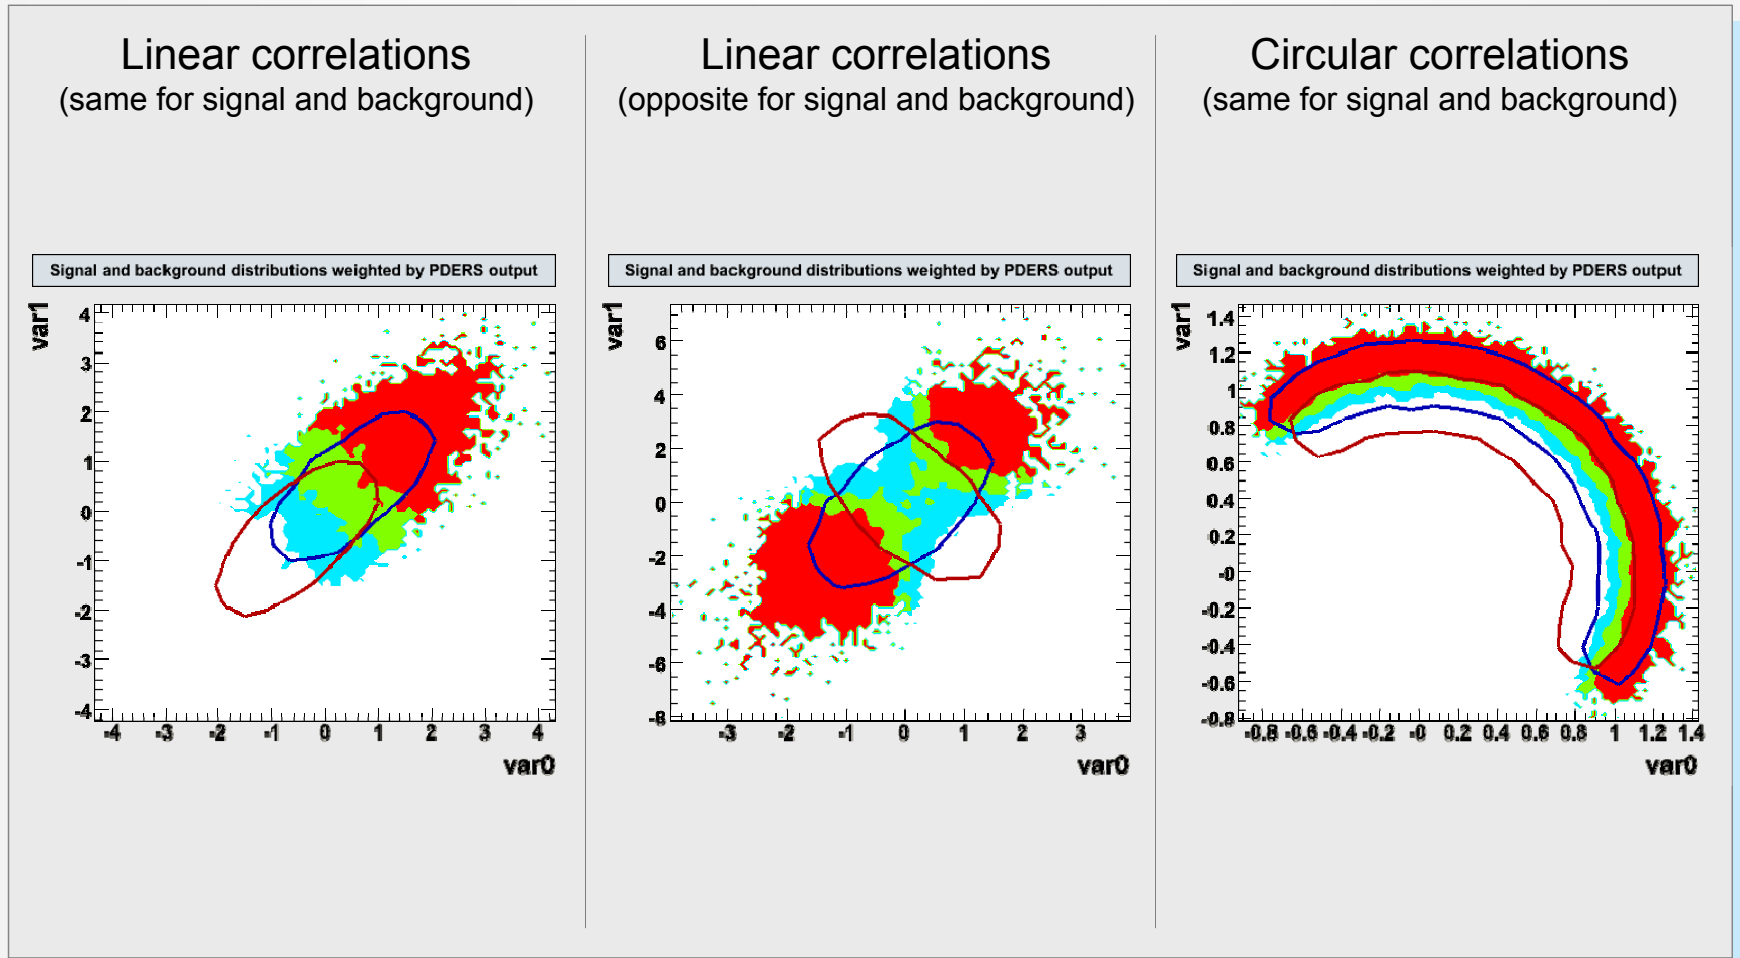 Linear correlations
(same for signal and background)
Signal and background distributions weighted by PDERS output
var1
4
3
2
1
0
-1
-2
-3
-4
-4 -3 -2 -1 0 1 2 3 4
var0
Linear correlations
(opposite for signal and background)
Signal and background distributions weighted by PDERS output
var1
6
4
2
0
-2
-4
-6
-8
-3 -2 -1 0 1 2 3
var0
Circular correlations
(same for signal and background)
Signal and background distributions weighted by PDERS output
var1
1.4
1.2
1
0.8
0.6
0.4
0.2
-0
-0.2
-0.4
-0.6
-0.8
-0.8 -0.6 -0.4 -0.2 -0 0.2 0.4 0.6 0.8 1 1.2 1.4
var0